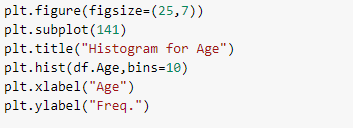 plt.figure(figsize=(25,7))
plt.subplot(141)
plt.title("Histogram for Age")
plt.hist(df.Age,bins=10)
plt.xlabel("Age")
plt.ylabel("Freq.")